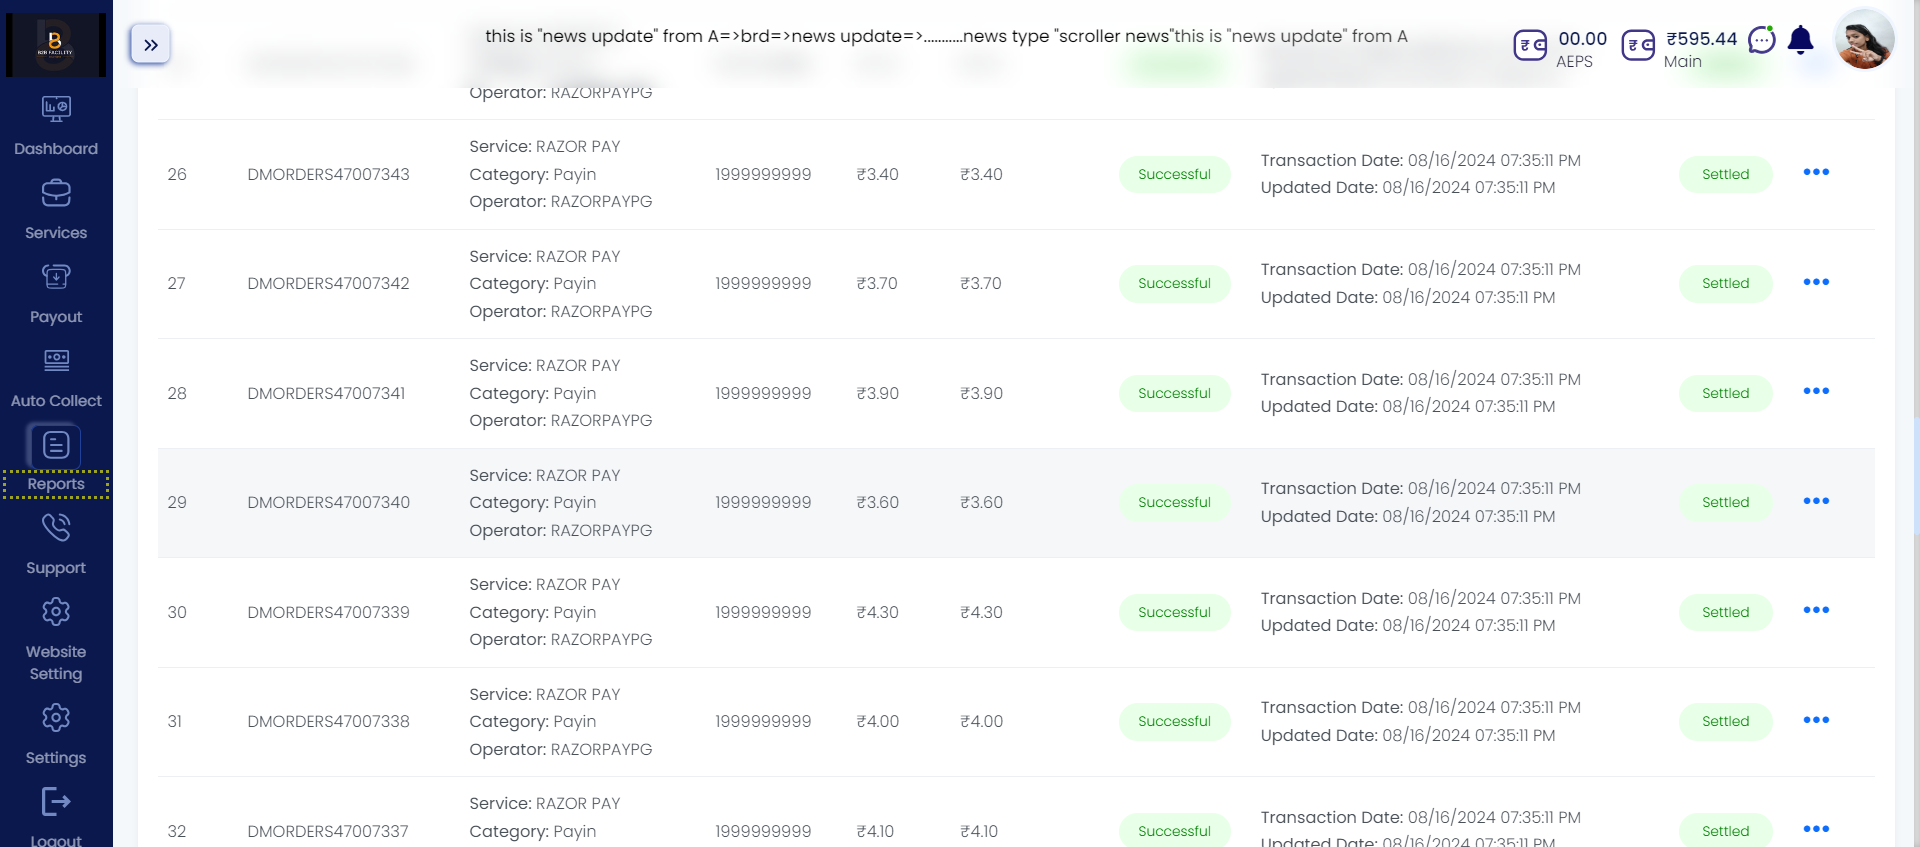 B2B FACILITY
this is "news update" from A=>brd=>news update=>...........news type "scroller news"this is "news update" from A
00.00
AEPS
₹595.44
Main
Dashboard
Services
Payout
Auto Collect
Reports
Support
Website
Setting
Settings
Logout
Operator: RAZORPAYPG
26 DMORDERS47007343 Service: RAZOR PAY
Category: Payin
Operator: RAZORPAYPG
1999999999 ₹3.40 ₹3.40 Successful
Transaction Date: 08/16/2024 07:35:11 PM
Updated Date: 08/16/2024 07:35:11 PM
Settled
27 DMORDERS47007342 Service: RAZOR PAY
Category: Payin
Operator: RAZORPAYPG
1999999999 ₹3.70 ₹3.70 Successful
Transaction Date: 08/16/2024 07:35:11 PM
Updated Date: 08/16/2024 07:35:11 PM
Settled
28 DMORDERS47007341 Service: RAZOR PAY
Category: Payin
Operator: RAZORPAYPG
1999999999 ₹3.90 ₹3.90 Successful
Transaction Date: 08/16/2024 07:35:11 PM
Updated Date: 08/16/2024 07:35:11 PM
Settled
29 DMORDERS47007340 Service: RAZOR PAY
Category: Payin
Operator: RAZORPAYPG
1999999999 ₹3.60 ₹3.60 Successful
Transaction Date: 08/16/2024 07:35:11 PM
Updated Date: 08/16/2024 07:35:11 PM
Settled
30 DMORDERS47007339 Service: RAZOR PAY
Category: Payin
Operator: RAZORPAYPG
1999999999 ₹4.30 ₹4.30 Successful
Transaction Date: 08/16/2024 07:35:11 PM
Updated Date: 08/16/2024 07:35:11 PM
Settled
31 DMORDERS47007338 Service: RAZOR PAY
Category: Payin
Operator: RAZORPAYPG
1999999999 ₹4.00 ₹4.00 Successful
Transaction Date: 08/16/2024 07:35:11 PM
Updated Date: 08/16/2024 07:35:11 PM
Settled
32 DMORDERS47007337 Service: RAZOR PAY
Category: Payin
1999999999 ₹4.10 ₹4.10 Successful
Transaction Date: 08/16/2024 07:35:11 PM
Updated Date: 08/16/2024 07:35:11 PM
Settled